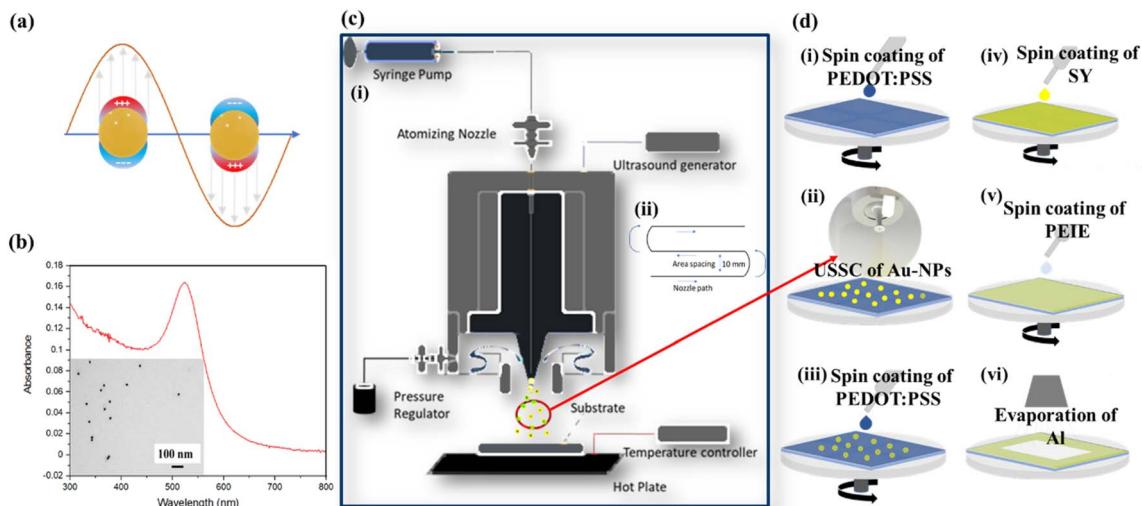 (a)
+++
---
---
+++
(b)
0.18
0.16
0.14
0.12
0.1
0.08
0.06
0.04
0.02
0
-0.02
Absorbance
300
400
500
600
700
800
Wavelength (nm)
100 nm
(c)
(i)
Syringe Pump
Atomizing Nozzle
Ultrasound generator
(ii)
Area spacing
10 mm
Nozzle path
Pressure
Regulator
Substrate
Temperature controller
Hot Plate
(d)
(i)
Spin coating of
PEDOT:PSS
(ii)
USSC of Au-NPs
(iii)
Spin coating of
PEDOT:PSS
(iv)
Spin coating of
SY
(v)
Spin coating of
PEIE
(vi)
Evaporation of
Al